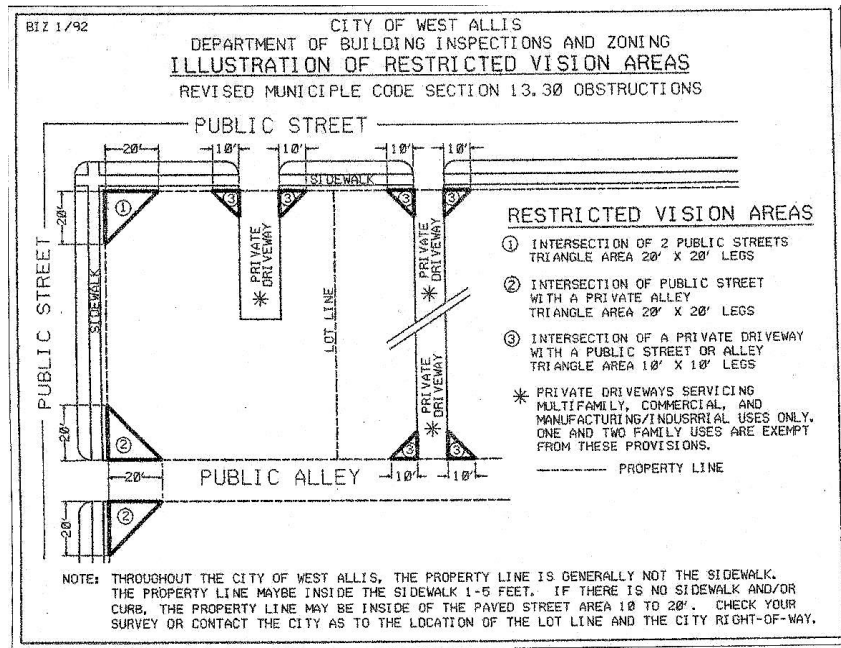 BIZ 1/92
CITY OF WEST ALLIS
DEPARTMENT OF BUILDING INSPECTIONS AND ZONING
ILLUSTRATION OF RESTRICTED VISION AREAS
REVISED MUNICIPLE CODE SECTION 13.30 OBSTRUCTIONS
PUBLIC STREET
20'
10'
10'
10'
10'
SIDEWALK
1
3
3
3
3
20'
PRIVATE
DRIVEWAY
*
PRIVATE
DRIVEWAY
*
PUBLIC STREET
SIDEWALK
LOT LINE
PRIVATE
DRIVEWAY
*
20'
2
3
3
20'
PUBLIC ALLEY
10'
10'
2
20'
RESTRICTED VISION AREAS
1 INTERSECTION OF 2 PUBLIC STREETS
TRIANGLE AREA 20' X 20' LEGS
2 INTERSECTION OF PUBLIC STREET
WITH A PRIVATE ALLEY
TRIANGLE AREA 20' X 20' LEGS
3 INTERSECTION OF A PRIVATE DRIVEWAY
WITH A PUBLIC STREET OR ALLEY
TRIANGLE AREA 10' X 10' LEGS
* PRIVATE DRIVEWAYS SERVICING
MULTIFAMILY, COMMERCIAL, AND
MANUFACTURING/INDUSRRIAL USES ONLY.
ONE AND TWO FAMILY USES ARE EXEMPT
FROM THESE PROVISIONS.
PROPERTY LINE
NOTE: THROUGHOUT THE CITY OF WEST ALLIS, THE PROPERTY LINE IS GENERALLY NOT THE SIDEWALK.
THE PROPERTY LINE MAYBE INSIDE THE SIDEWALK 1-5 FEET. IF THERE IS NO SIDEWALK AND/OR
CURB, THE PROPERTY LINE MAY BE INSIDE OF THE PAVED STREET AREA 10 TO 20'. CHECK YOUR
SURVEY OR CONTACT THE CITY AS TO THE LOCATION OF THE LOT LINE AND THE CITY RIGHT-OF-WAY.